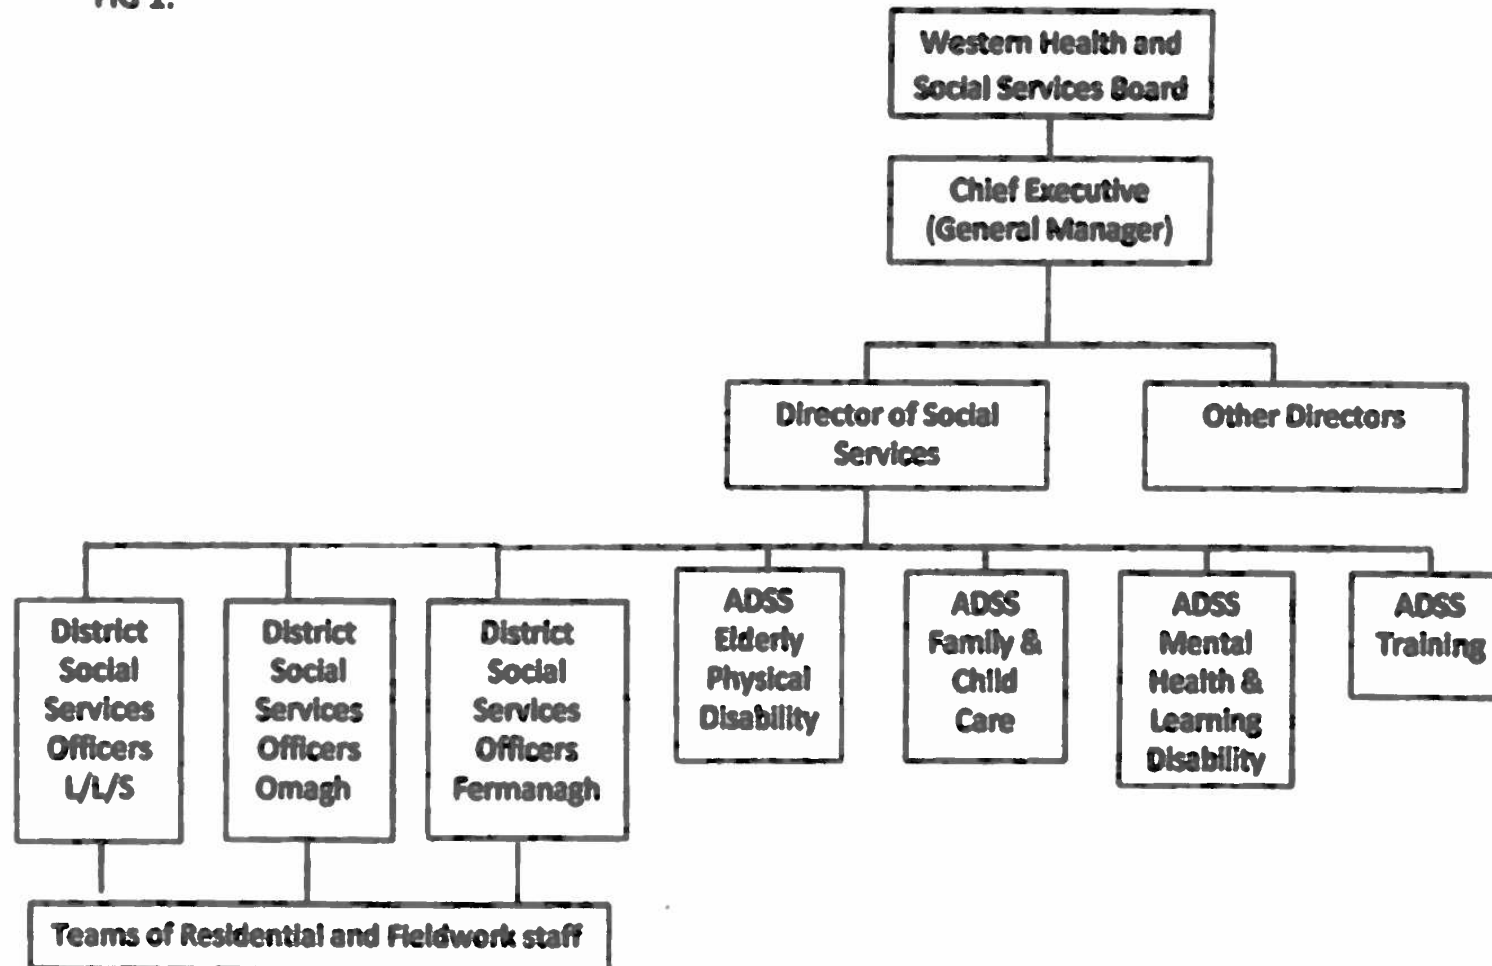 FIG 1.
Western Health and
Social Services Board
Chief Executive
(General Manager)
Director of Social
Services
Other Directors
District
Social
Services
Officers
L/L/S
District
Social
Services
Officers
Omagh
District
Social
Services
Officers
Fermanagh
ADSS
Elderly
Physical
Disability
ADSS
Family &
Child
Care
ADSS
Mental
Health &
Learning
Disability
ADSS
Training
Teams of Residential and Fieldwork staff